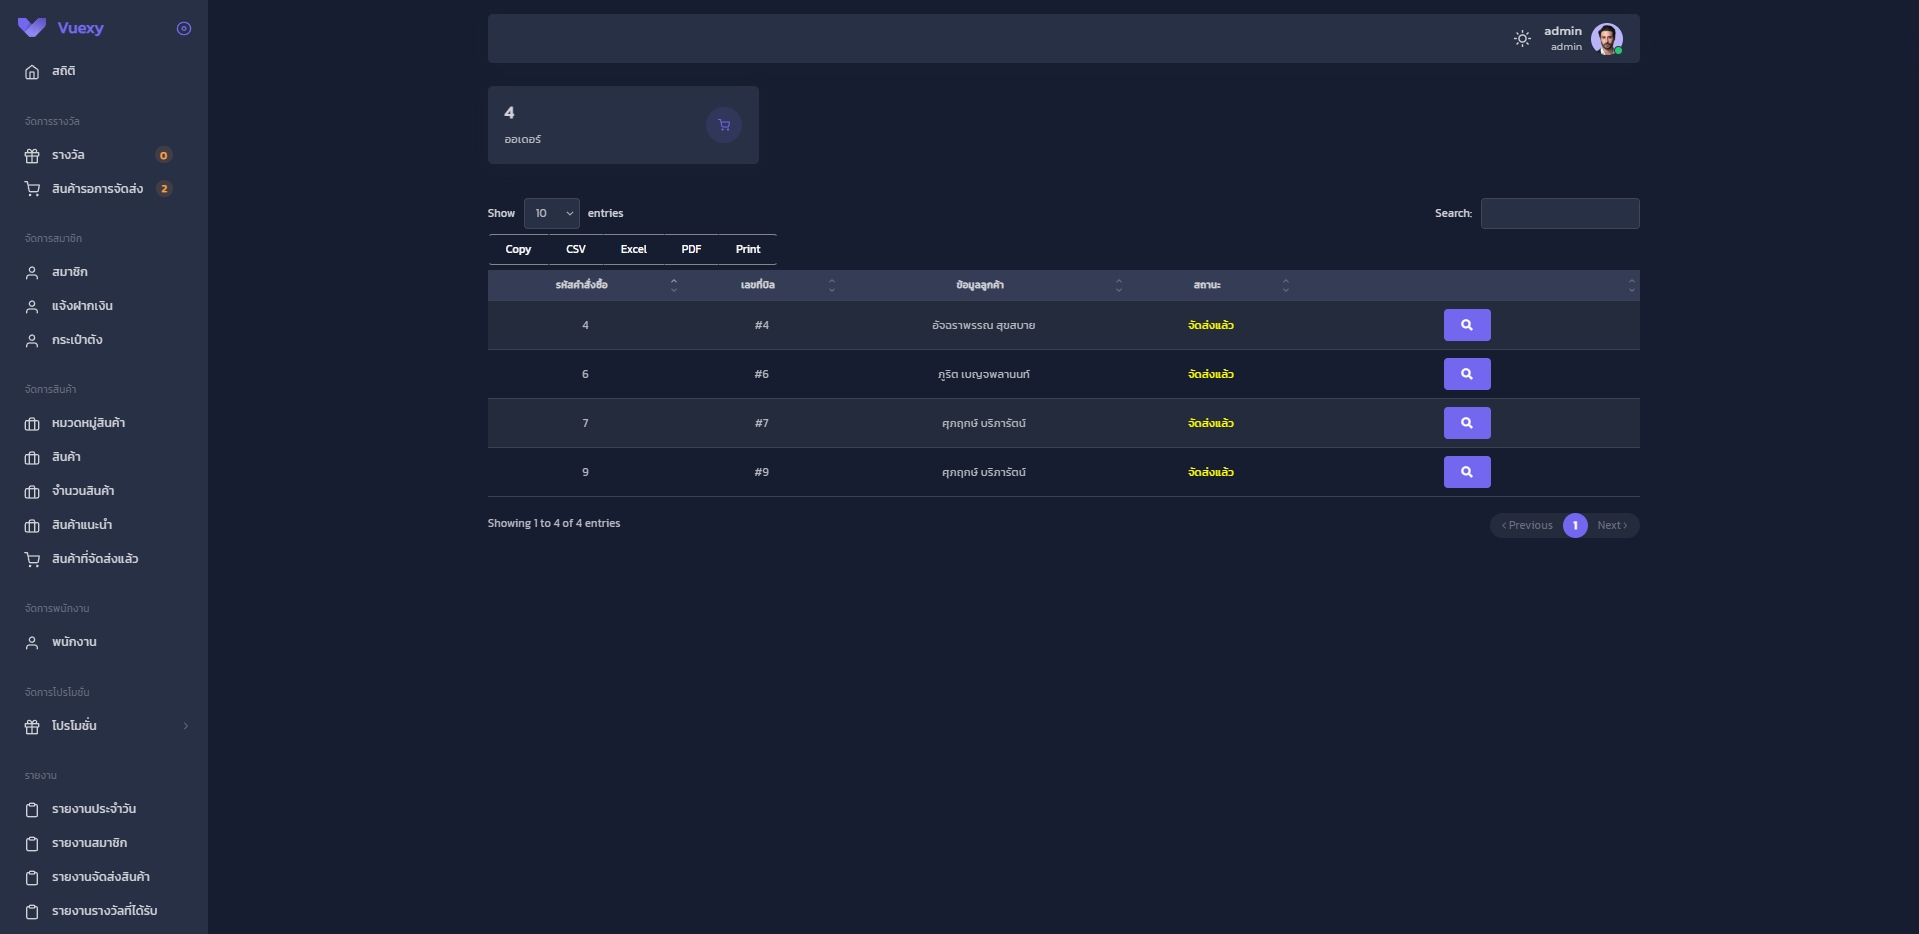 Vuexy
สถิติ
จัดการรางวัล
รางวัล 0
สินค้ารอการจัดส่ง 2
จัดการสมาชิก
สมาชิก
แจ้งฝากเงิน
กระเป๋าตัง
จัดการสินค้า
หมวดหมู่สินค้า
สินค้า
จำนวนสินค้า
สินค้าแนะนำ
สินค้าที่จัดส่งแล้ว
จัดการพนักงาน
พนักงาน
จัดการโปรโมชั่น
โปรโมชั่น
รายงาน
รายงานประจำวัน
รายงานสมาชิก
รายงานจัดส่งสินค้า
รายงานรางวัลที่ได้รับ
admin
admin
4
ออเดอร์
Show 10 entries
Search:
Copy CSV Excel PDF Print
รหัสคำสั่งซื้อ เลขที่บิล ข้อมูลลูกค้า สถานะ
4 #4 อัจฉราพรรณ สุขสบาย จัดส่งแล้ว
6 #6 ภูริต เบญจพลานนท์ จัดส่งแล้ว
7 #7 ศุภฤกษ์ บริภารัตน์ จัดส่งแล้ว
9 #9 ศุภฤกษ์ บริภารัตน์ จัดส่งแล้ว
Showing 1 to 4 of 4 entries
Previous 1 Next